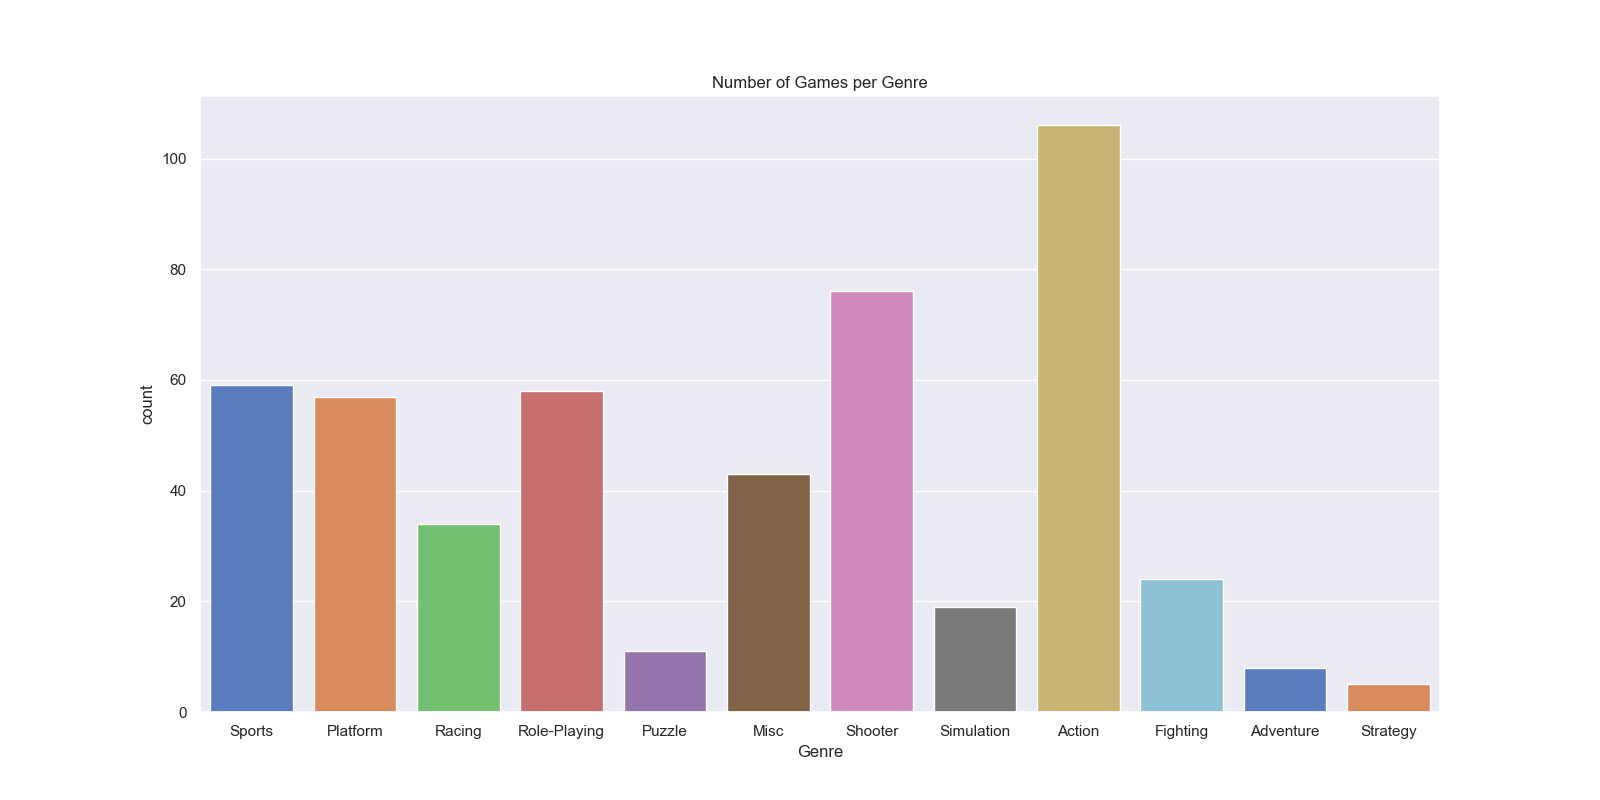 Number of Games per Genre
100
80
60
40
20
0
count
Sports Platform Racing Role-Playing Puzzle Misc Shooter Simulation Action Fighting Adventure Strategy
Genre